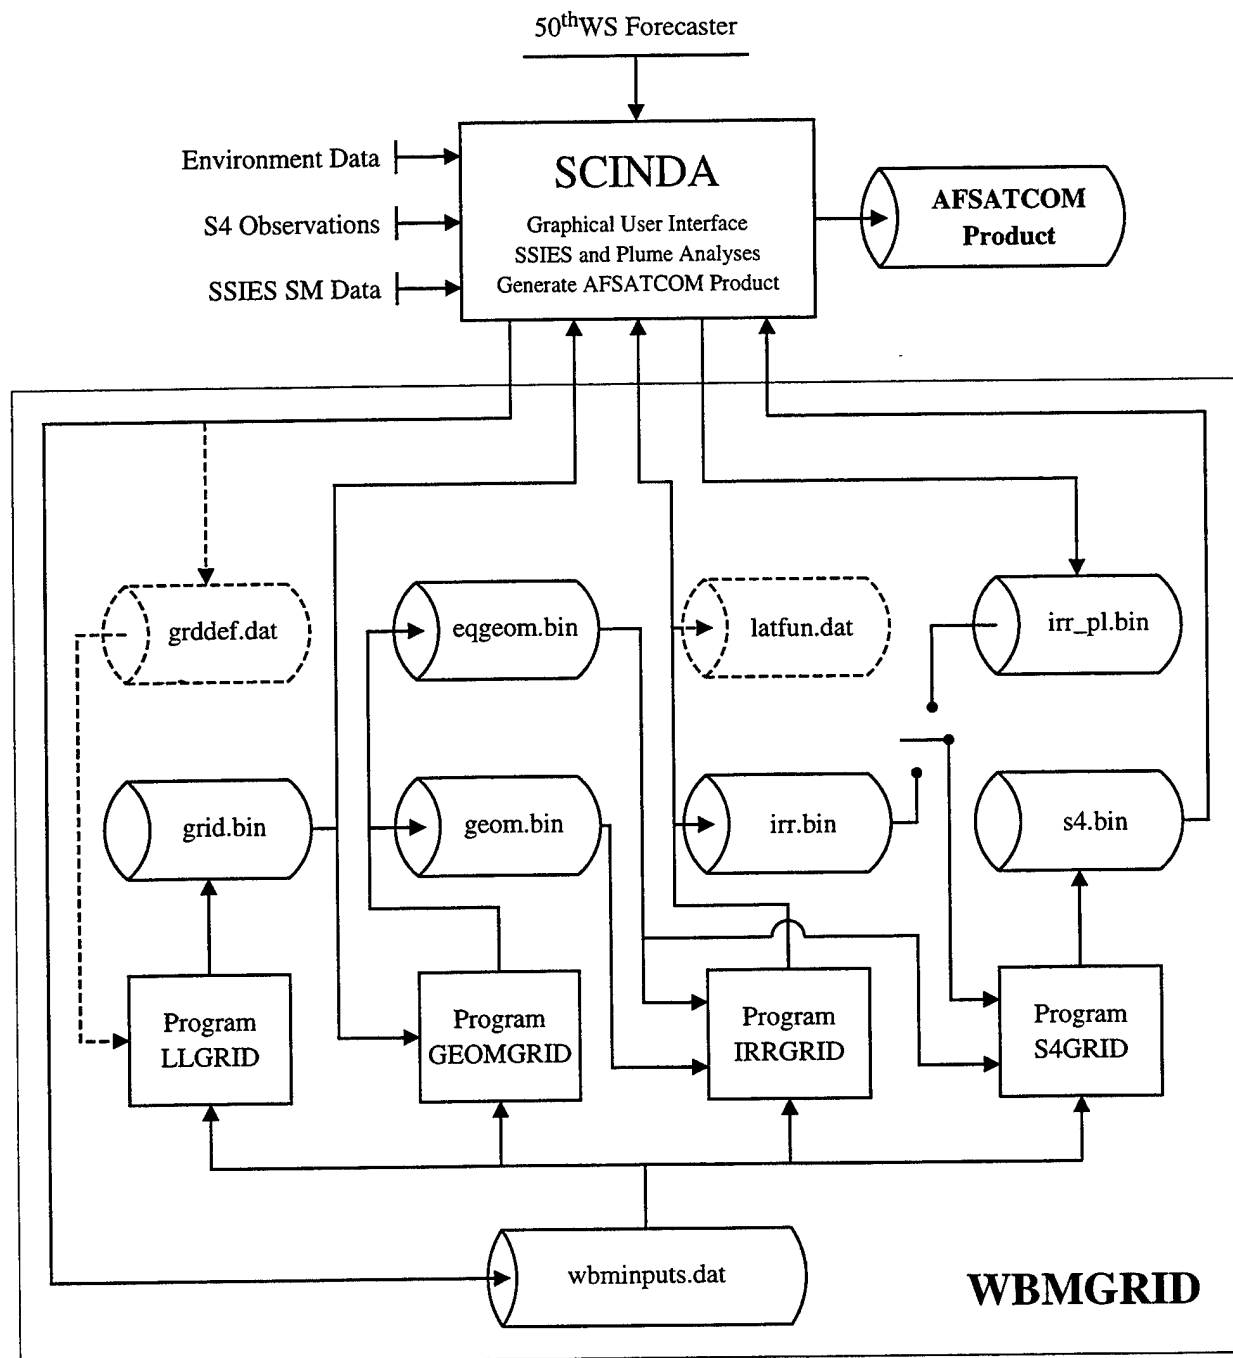 50thWS Forecaster
Environment Data
S4 Observations
SSIES SM Data
SCINDA
Graphical User Interface
SSIES and Plume Analyses
Generate AFSATCOM Product
AFSATCOM
Product
grddef.dat
eqgeom.bin
latfun.dat
irr_pl.bin
grid.bin
geom.bin
irr.bin
s4.bin
Program
LLGRID
Program
GEOMGRID
Program
IRRGRID
Program
S4GRID
wbminputs.dat
WBMGRID